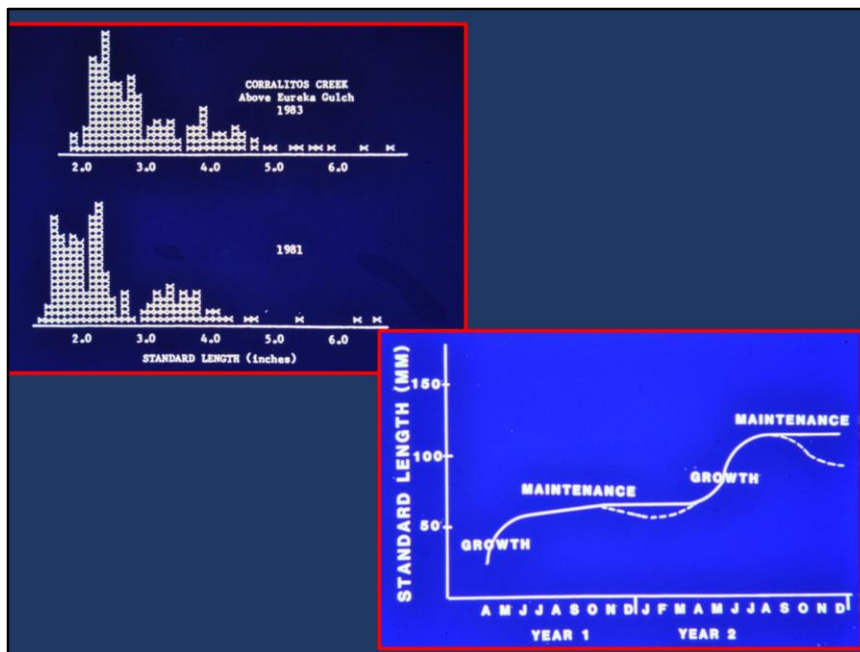 CORRALITOS CREEK
Above Eureka Gulch
1983
2.0 3.0 4.0 5.0 6.0
1981
2.0 3.0 4.0 5.0 6.0
STANDARD LENGTH (inches)
STANDARD LENGTH (MM)
150
100
50
MAINTENANCE
GROWTH
MAINTENANCE
GROWTH
A M J J A S O N D J F M A M J J A S O N D
YEAR 1 YEAR 2